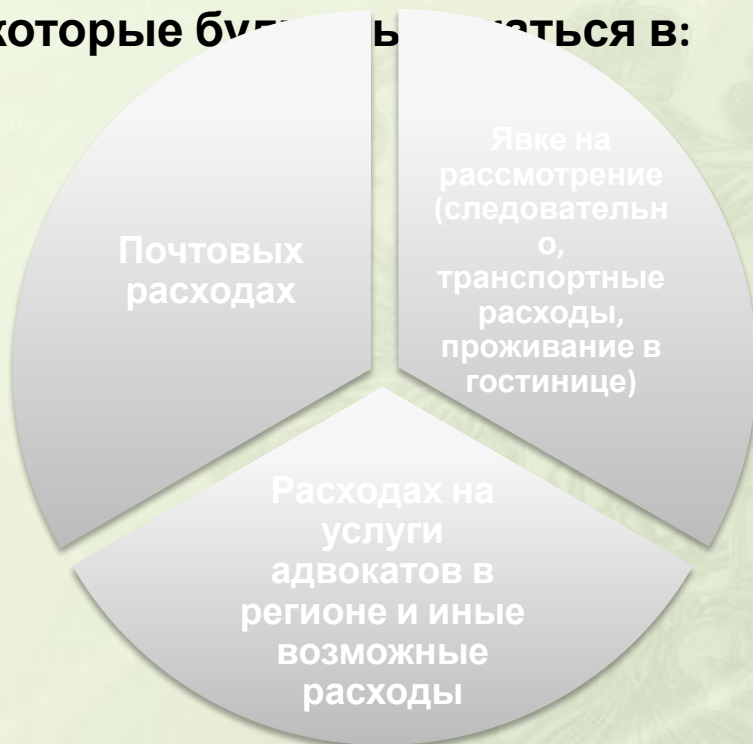 которые ться в:
Почтовых
расходах
Явке на
рассмотрение
(следовательн
о,
транспортные
расходы,
проживание в
гостинице)
Расходах на
услуги
адвокатов в
регионе и иные
возможные
расходы